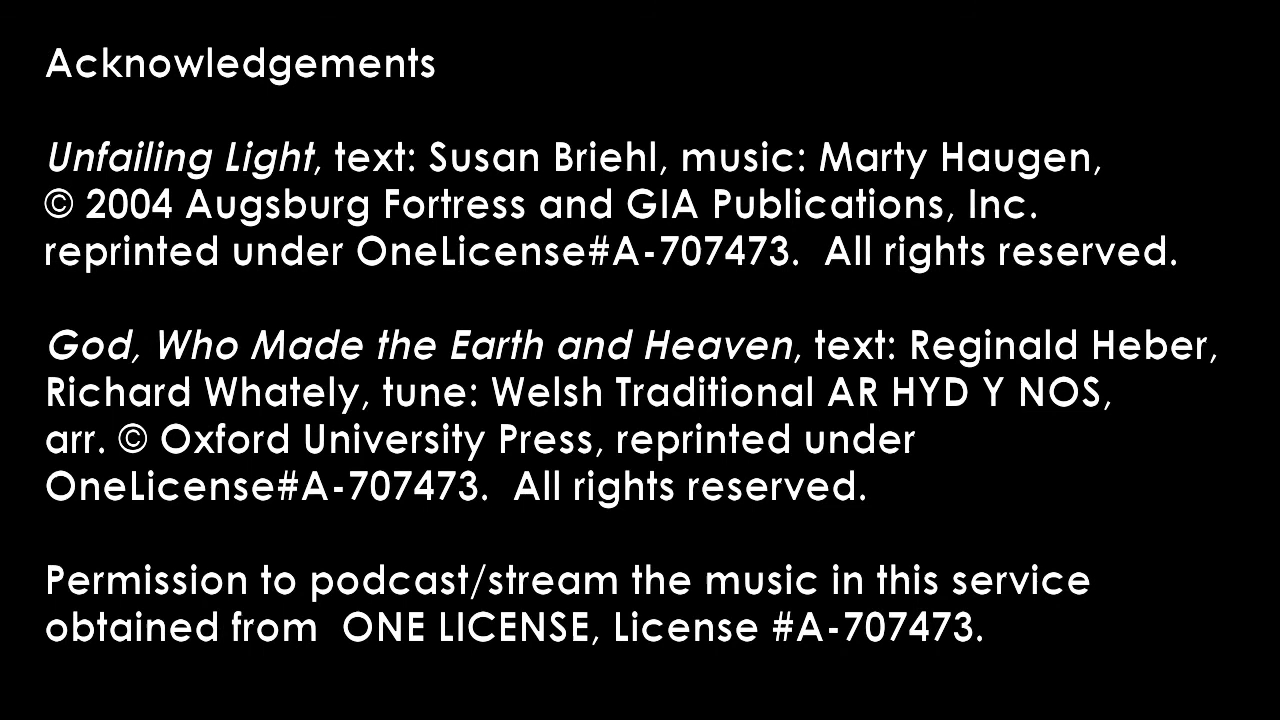 Acknowledgements
Unfailing Light, text: Susan Briehl, music: Marty Haugen,
© 2004 Augsburg Fortress and GIA Publications, Inc.
reprinted under OneLicense#A-707473.  All rights reserved.
God, Who Made the Earth and Heaven, text: Reginald Heber,
Richard Whately, tune: Welsh Traditional AR HYD Y NOS,
arr. © Oxford University Press, reprinted under
OneLicense#A-707473.  All rights reserved.
Permission to podcast/stream the music in this service
obtained from  ONE LICENSE, License #A-707473.